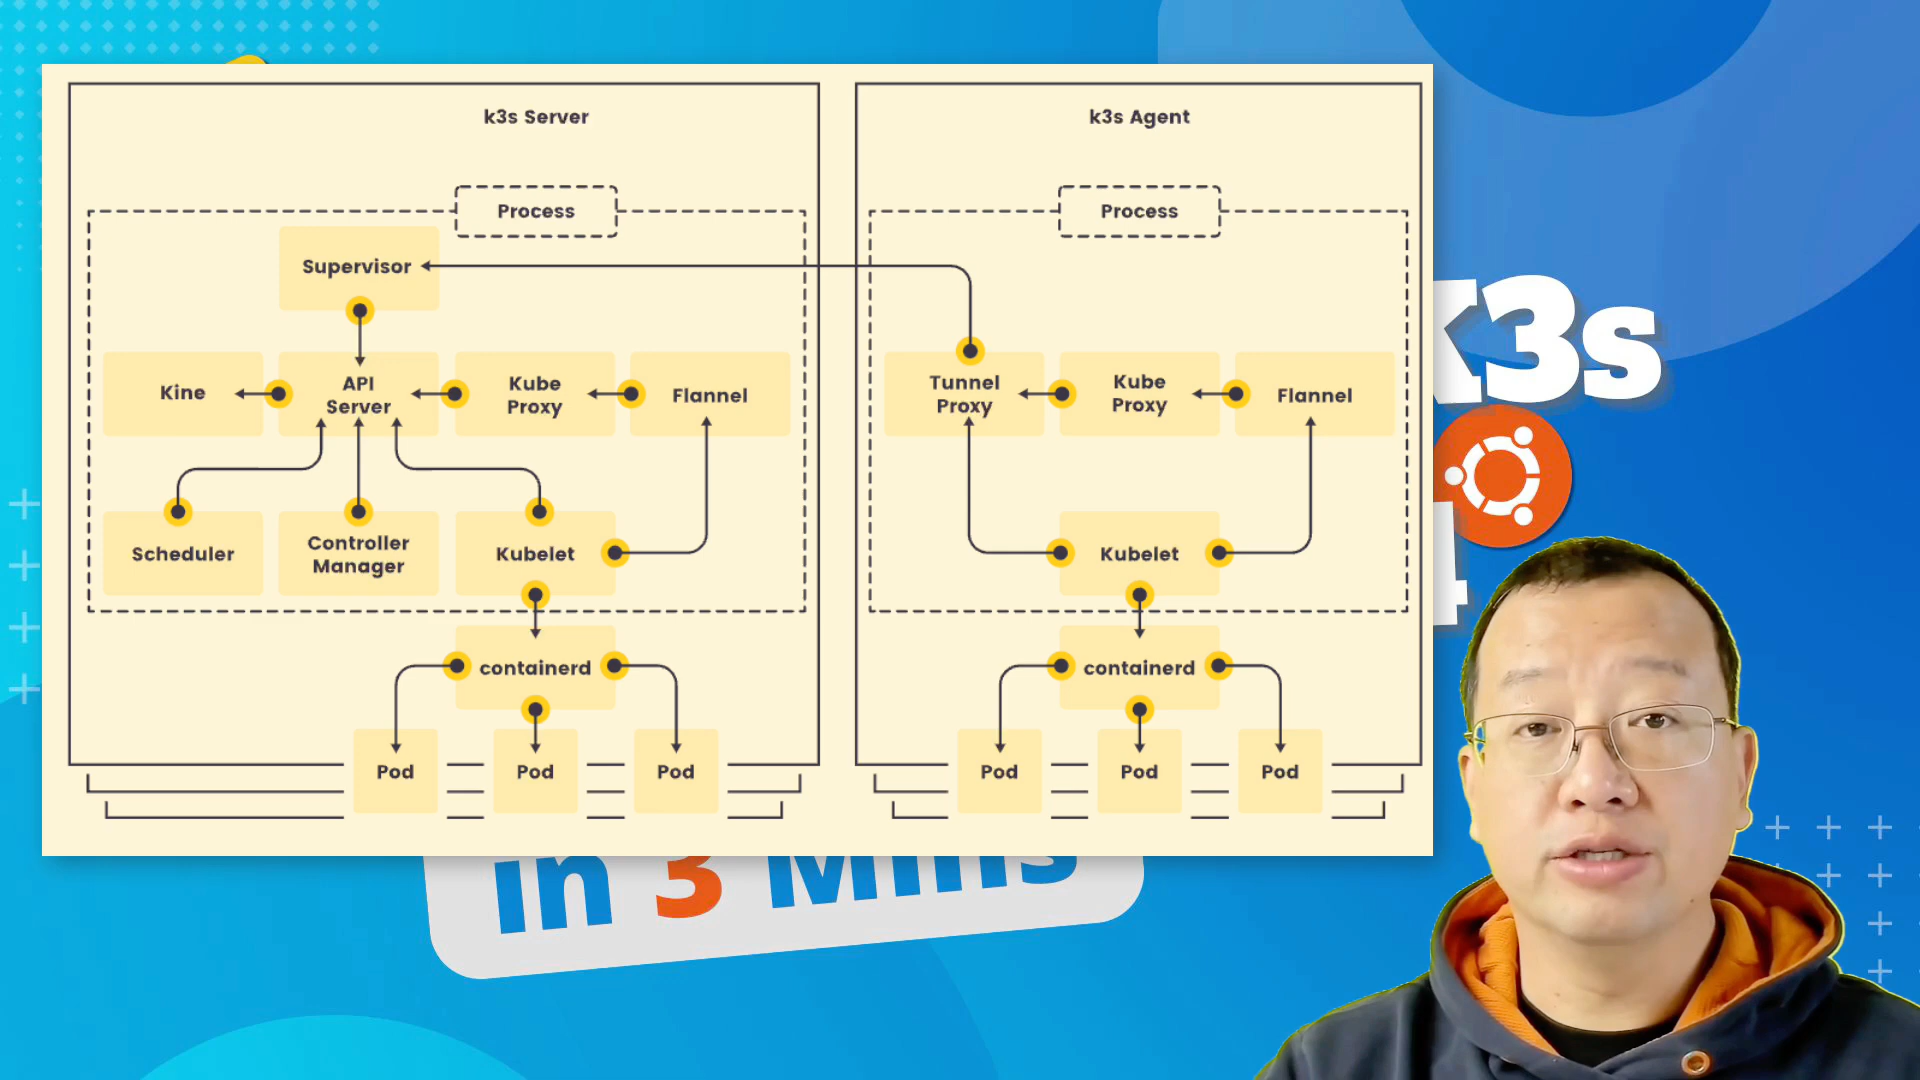 k3s Server
k3s Agent
Process
Process
Supervisor
Kine
API
Server
Kube
Proxy
Flannel
Tunnel
Proxy
Kube
Proxy
Flannel
Scheduler
Controller
Manager
Kubelet
Kubelet
containerd
containerd
Pod
Pod
Pod
Pod
Pod
Pod
k3s
in 3 Mins